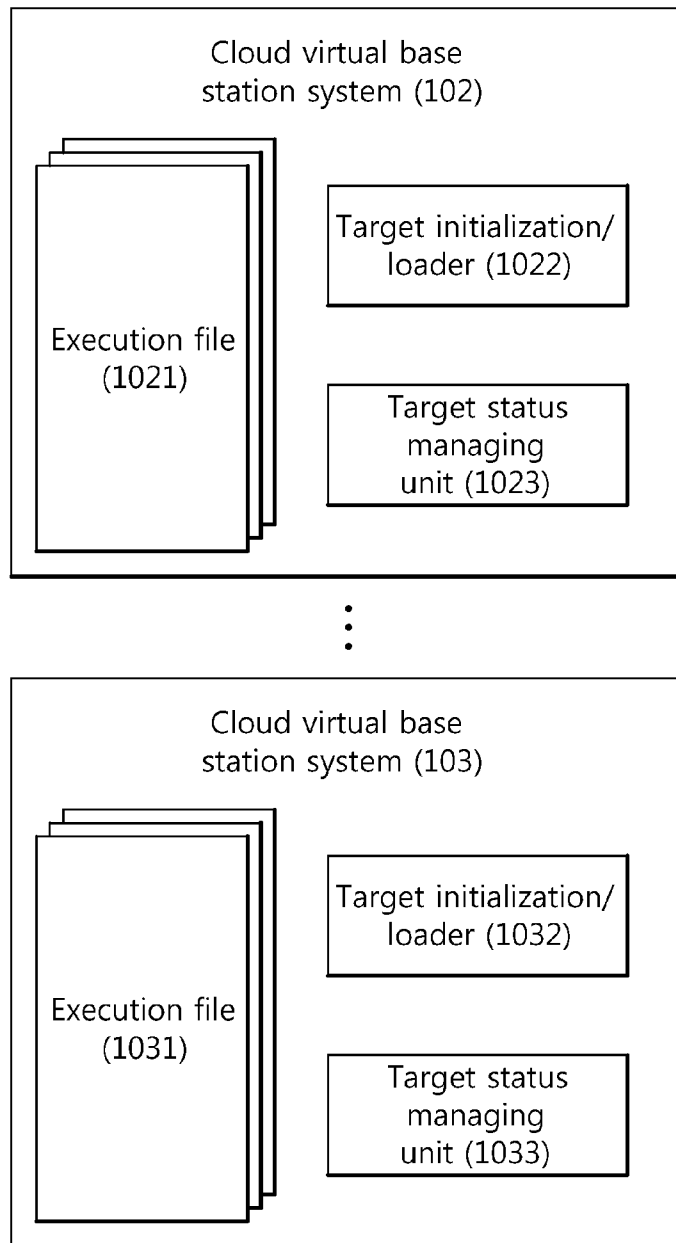 Cloud virtual base
station system (102)
Execution file
(1021)
Target initialization/
loader (1022)
Target status
managing
unit (1023)
Cloud virtual base
station system (103)
Execution file
(1031)
Target initialization/
loader (1032)
Target status
managing
unit (1033)